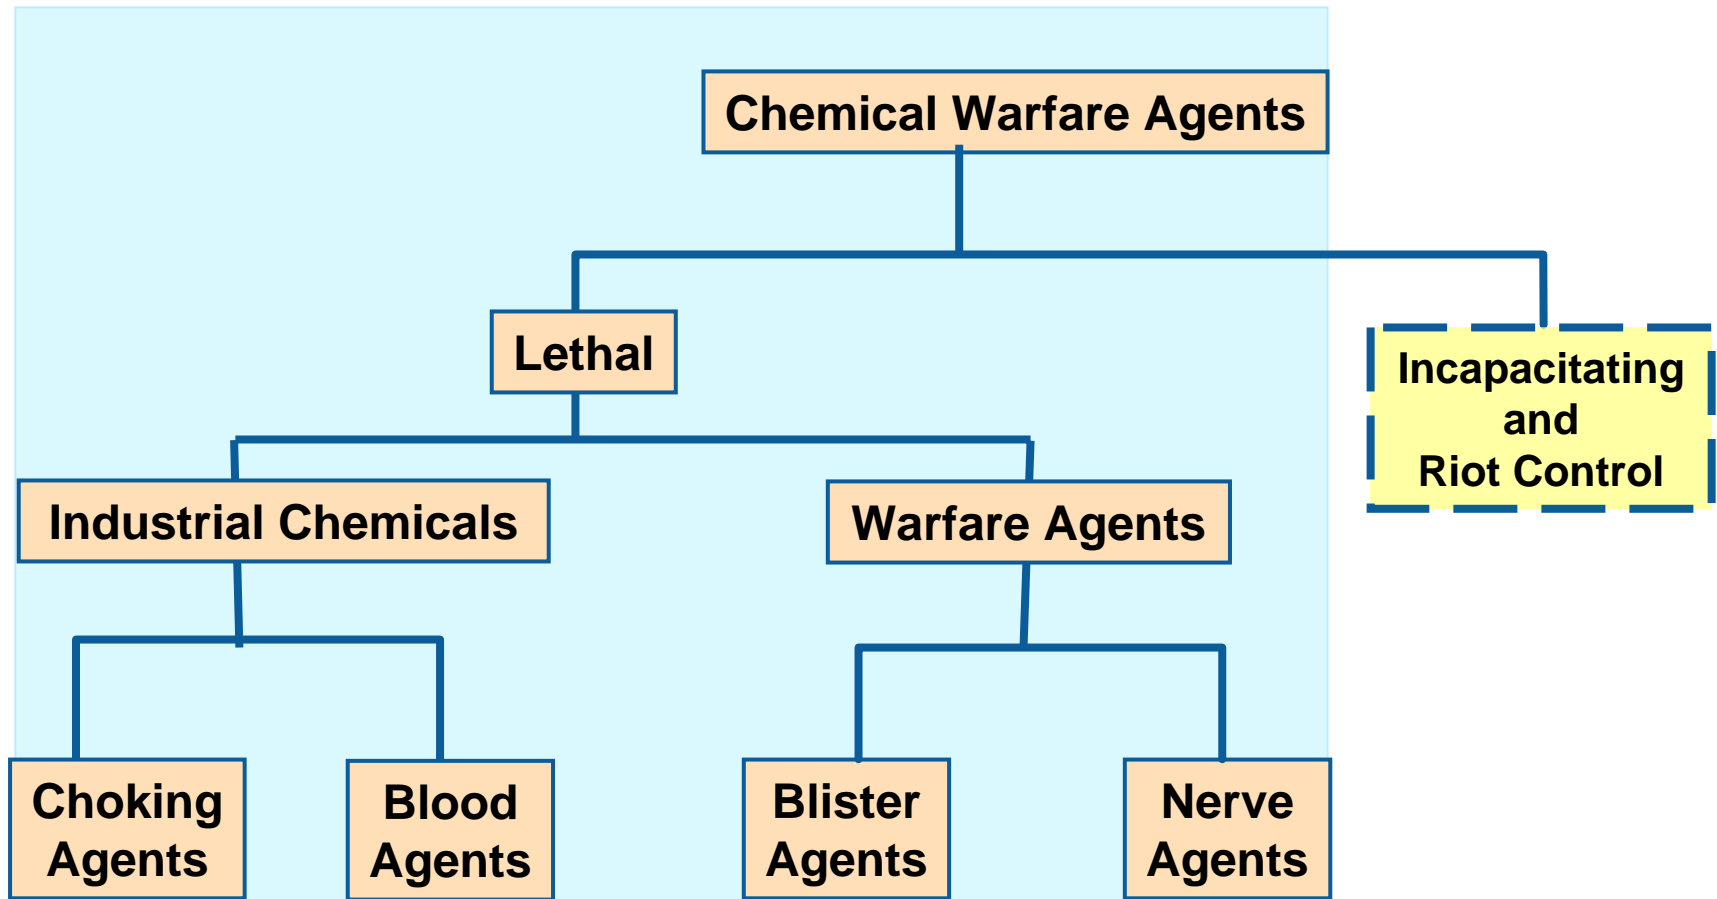 Chemical Warfare Agents
Lethal
Incapacitating
and
Riot Control
Industrial Chemicals
Warfare Agents
Choking
Agents
Blood
Agents
Blister
Agents
Nerve
Agents